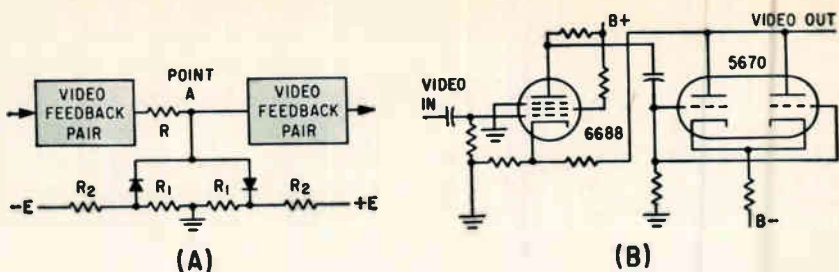 POINT
A
VIDEO
FEEDBACK
PAIR
R
VIDEO
FEEDBACK
PAIR
-E
R2
R1
R1
R2
+E
(A)
B+
VIDEO OUT
5670
VIDEO
IN
6688
B-
(B)